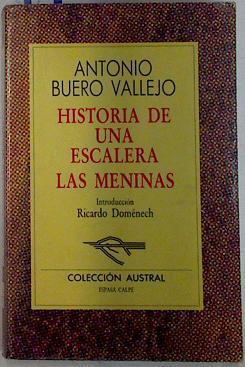 ANTONIO
BUERO VALLEJO
HISTORIA DE
UNA
ESCALERA
LAS MENINAS
Introducción
Ricardo Doménech
COLECCIÓN AUSTRAL
ESPASA CALPE